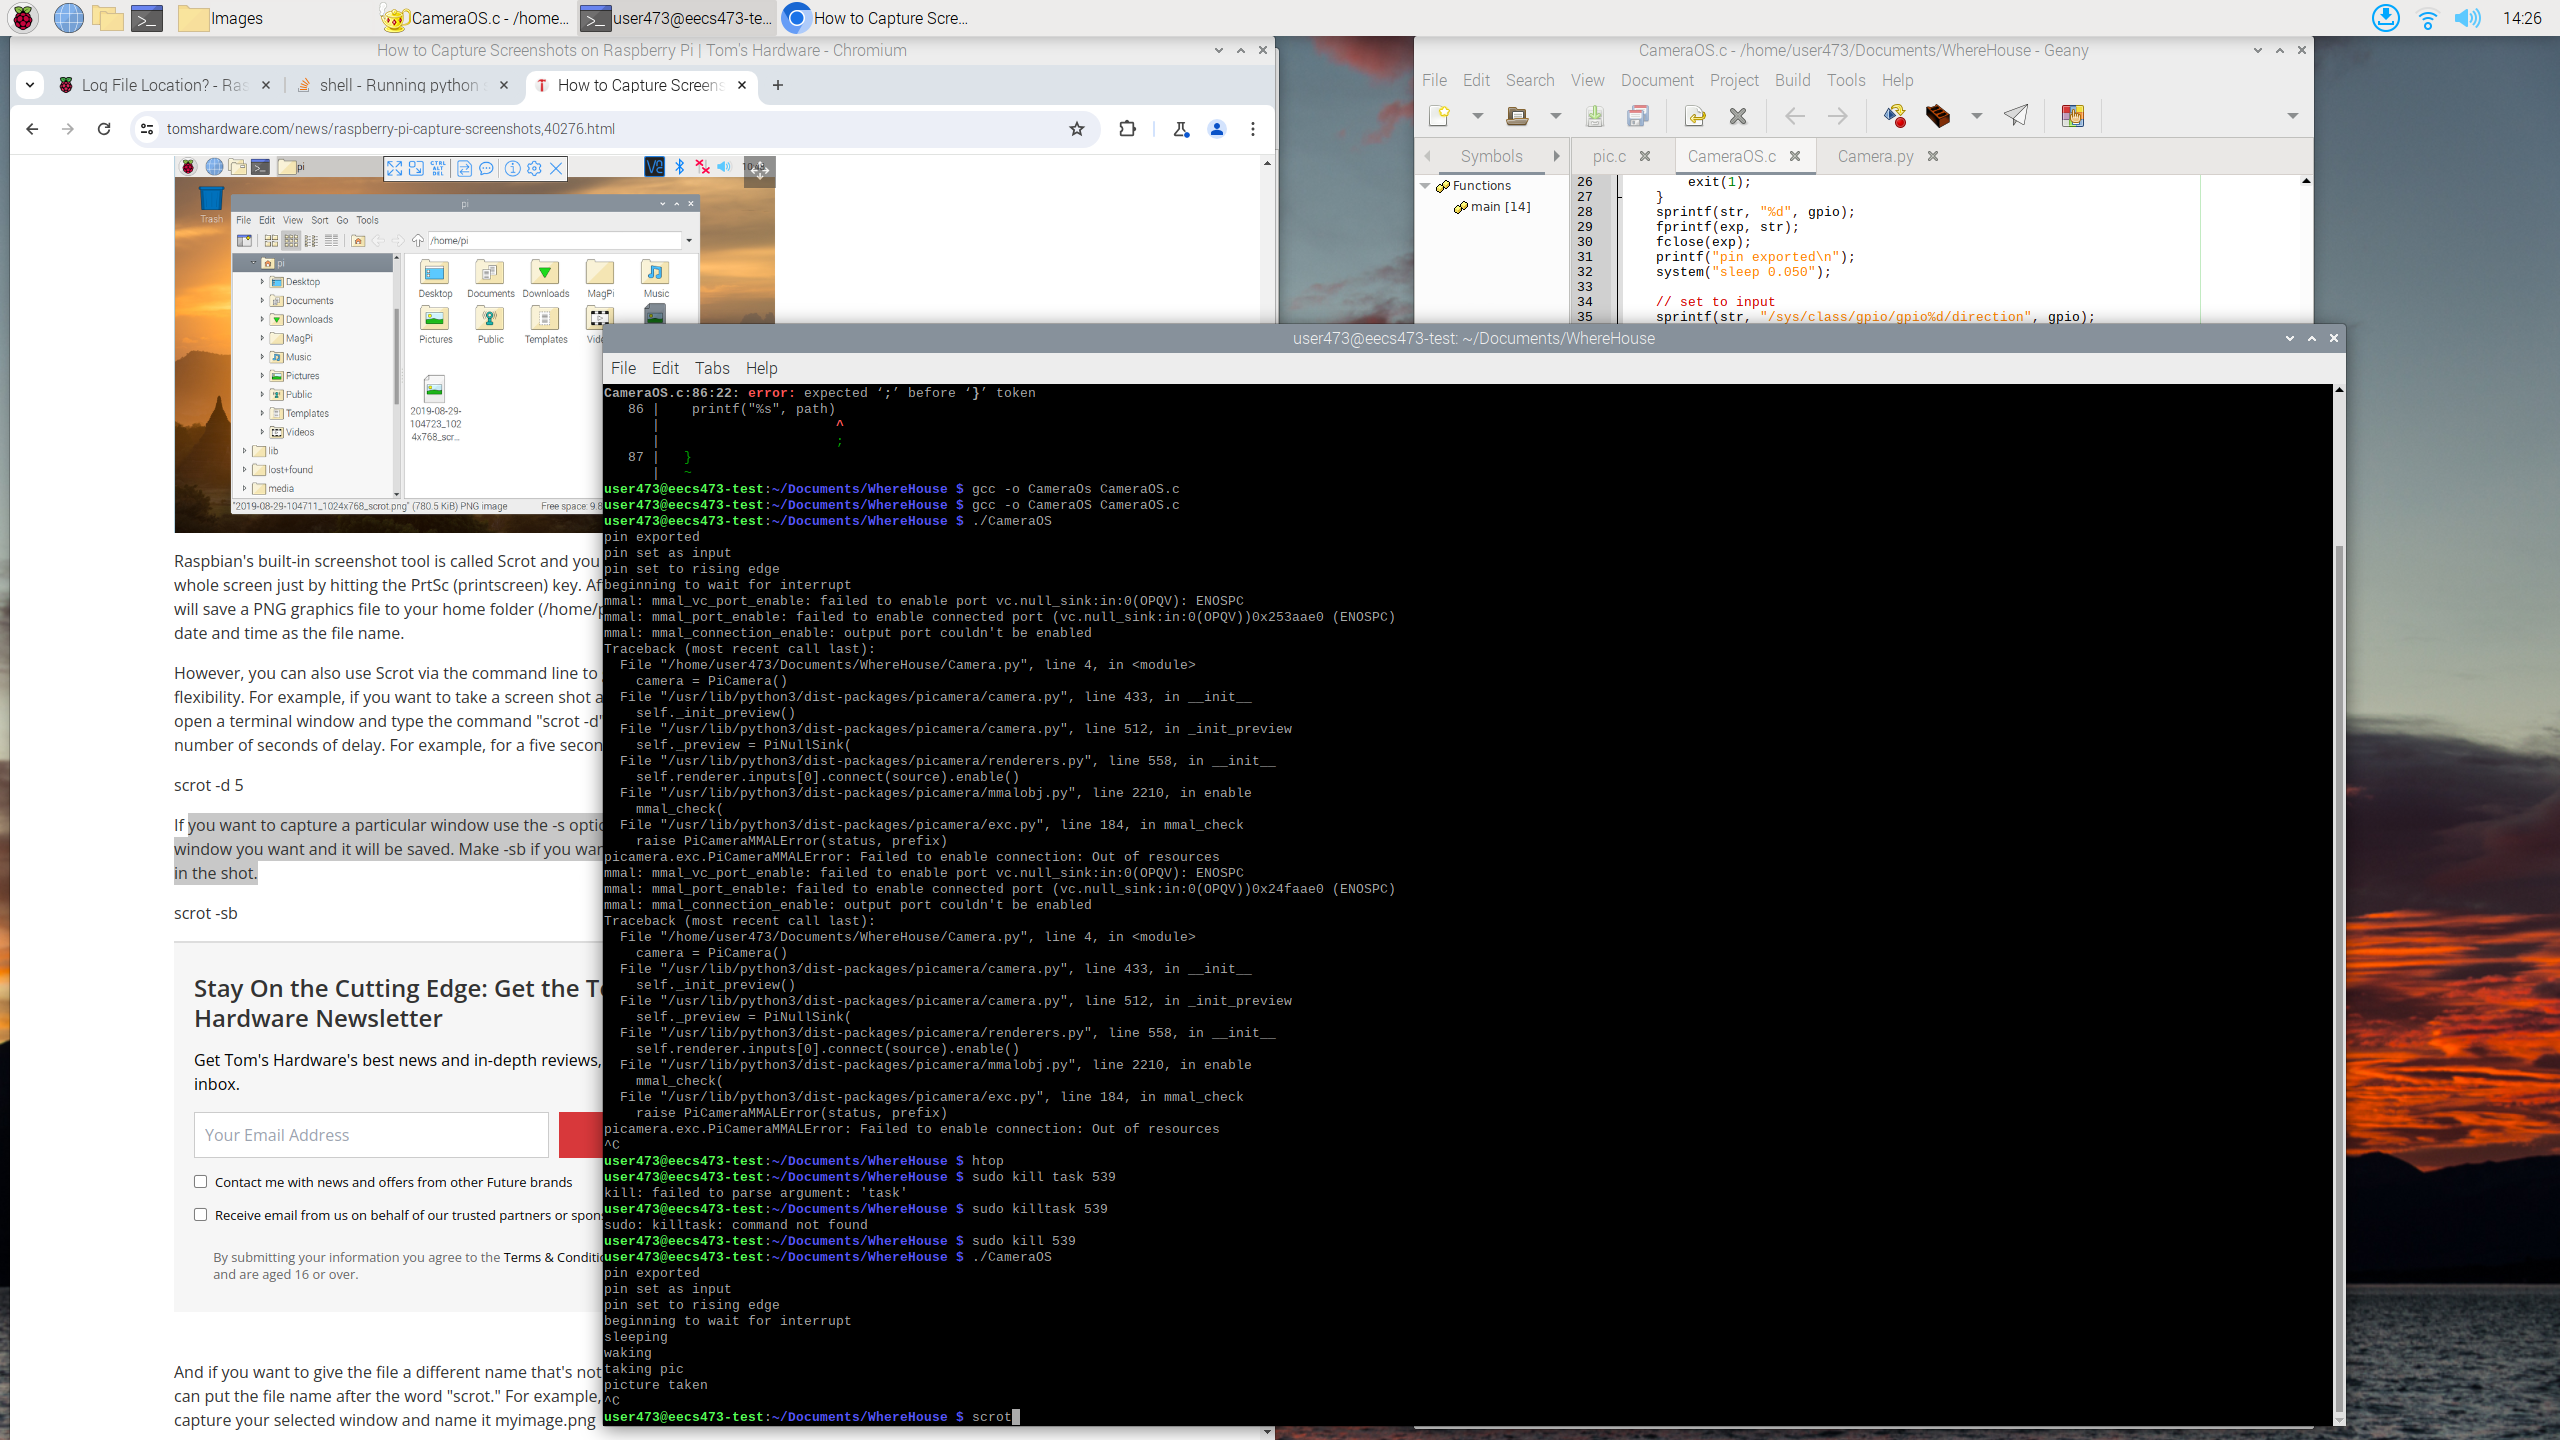 Images
CameraOS.c - /home...
user473@eecs473-te...
How to Capture Scre...
14:26
How to Capture Screenshots on Raspberry Pi | Tom's Hardware - Chromium
Log File Location? - Ras
shell - Running python
How to Capture Screens
tomshardware.com/news/raspberry-pi-capture-screenshots,40276.html
pi
CTRL
ALT
DEL
Trash
pi
File Edit View Sort Go Tools
/home/pi
pi
Desktop
Documents
Downloads
MagPi
Music
Pictures
Public
Templates
Videos
lib
lost+found
media
Desktop Documents Downloads MagPi Music
Pictures Public Templates
2019-08-29-
104723_102
4x768_scr...
"2019-08-29-104711_1024x768_scrot.png" (780.5 KiB) PNG image Free space: 9.8
Raspbian's built-in screenshot tool is called Scrot and you
whole screen just by hitting the PrtSc (printscreen) key. Af
will save a PNG graphics file to your home folder (/home/p
date and time as the file name.
However, you can also use Scrot via the command line to
flexibility. For example, if you want to take a screen shot a
open a terminal window and type the command "scrot -d"
number of seconds of delay. For example, for a five secon
scrot -d 5
If you want to capture a particular window use the -s optio
window you want and it will be saved. Make -sb if you wan
in the shot.
scrot -sb
Stay On the Cutting Edge: Get the To
Hardware Newsletter
Get Tom's Hardware's best news and in-depth reviews,
inbox.
Your Email Address
Contact me with news and offers from other Future brands
Receive email from us on behalf of our trusted partners or spons
By submitting your information you agree to the Terms & Conditio
and are aged 16 or over.
And if you want to give the file a different name that's not
can put the file name after the word "scrot." For example,
capture your selected window and name it myimage.png
CameraOS.c - /home/user473/Documents/WhereHouse - Geany
File Edit Search View Document Project Build Tools Help
Symbols
pic.c
CameraOS.c
Camera.py
Functions
main [14]
26 exit(1);
27 }
28 sprintf(str, "%d", gpio);
29 fprintf(exp, str);
30 fclose(exp);
31 printf("pin exported\n");
32 system("sleep 0.050");
33
34 // set to input
35 sprintf(str, "/sys/class/gpio/gpio%d/direction", gpio);
user473@eecs473-test: ~/Documents/WhereHouse
File Edit Tabs Help
CameraOS.c:86:22: error: expected ‘;’ before ‘}’ token
86 | printf("%s", path)
| ^
| ;
87 | }
| ~
user473@eecs473-test:~/Documents/WhereHouse $ gcc -o CameraOs CameraOS.c
user473@eecs473-test:~/Documents/WhereHouse $ gcc -o CameraOS CameraOS.c
user473@eecs473-test:~/Documents/WhereHouse $ ./CameraOS
pin exported
pin set as input
pin set to rising edge
beginning to wait for interrupt
mmal: mmal_vc_port_enable: failed to enable port vc.null_sink:in:0(OPQV): ENOSPC
mmal: mmal_port_enable: failed to enable connected port (vc.null_sink:in:0(OPQV))0x253aae0 (ENOSPC)
mmal: mmal_connection_enable: output port couldn't be enabled
Traceback (most recent call last):
File "/home/user473/Documents/WhereHouse/Camera.py", line 4, in <module>
camera = PiCamera()
File "/usr/lib/python3/dist-packages/picamera/camera.py", line 433, in __init__
self._init_preview()
File "/usr/lib/python3/dist-packages/picamera/camera.py", line 512, in _init_preview
self._preview = PiNullSink(
File "/usr/lib/python3/dist-packages/picamera/renderers.py", line 558, in __init__
self.renderer.inputs[0].connect(source).enable()
File "/usr/lib/python3/dist-packages/picamera/mmalobj.py", line 2210, in enable
mmal_check(
File "/usr/lib/python3/dist-packages/picamera/exc.py", line 184, in mmal_check
raise PiCameraMMALError(status, prefix)
picamera.exc.PiCameraMMALError: Failed to enable connection: Out of resources
mmal: mmal_vc_port_enable: failed to enable port vc.null_sink:in:0(OPQV): ENOSPC
mmal: mmal_port_enable: failed to enable connected port (vc.null_sink:in:0(OPQV))0x24faae0 (ENOSPC)
mmal: mmal_connection_enable: output port couldn't be enabled
Traceback (most recent call last):
File "/home/user473/Documents/WhereHouse/Camera.py", line 4, in <module>
camera = PiCamera()
File "/usr/lib/python3/dist-packages/picamera/camera.py", line 433, in __init__
self._init_preview()
File "/usr/lib/python3/dist-packages/picamera/camera.py", line 512, in _init_preview
self._preview = PiNullSink(
File "/usr/lib/python3/dist-packages/picamera/renderers.py", line 558, in __init__
self.renderer.inputs[0].connect(source).enable()
File "/usr/lib/python3/dist-packages/picamera/mmalobj.py", line 2210, in enable
mmal_check(
File "/usr/lib/python3/dist-packages/picamera/exc.py", line 184, in mmal_check
raise PiCameraMMALError(status, prefix)
picamera.exc.PiCameraMMALError: Failed to enable connection: Out of resources
^C
user473@eecs473-test:~/Documents/WhereHouse $ htop
user473@eecs473-test:~/Documents/WhereHouse $ sudo kill task 539
kill: failed to parse argument: 'task'
user473@eecs473-test:~/Documents/WhereHouse $ sudo killtask 539
sudo: killtask: command not found
user473@eecs473-test:~/Documents/WhereHouse $ sudo kill 539
user473@eecs473-test:~/Documents/WhereHouse $ ./CameraOS
pin exported
pin set as input
pin set to rising edge
beginning to wait for interrupt
sleeping
waking
taking pic
picture taken
^C
user473@eecs473-test:~/Documents/WhereHouse $ scrot